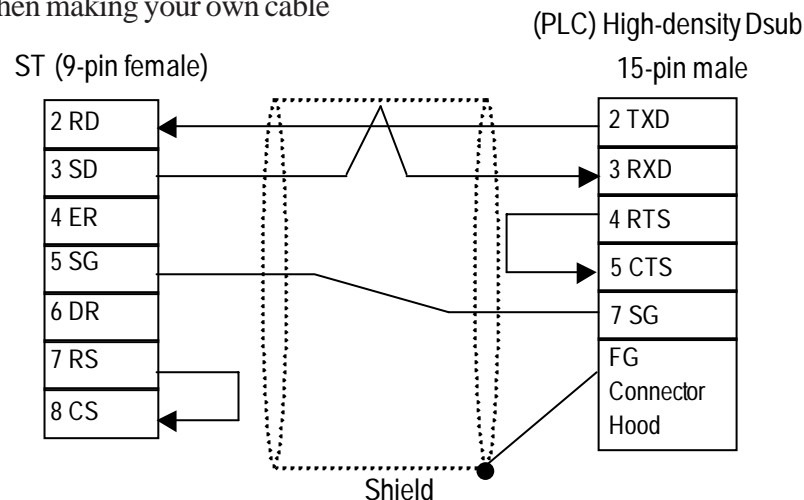 hen making your own cable
(PLC) High-density Dsub
15-pin male
ST (9-pin female)
2 RD
3 SD
4 ER
5 SG
6 DR
7 RS
8 CS
2 TXD
3 RXD
4 RTS
5 CTS
7 SG
FG
Connector
Hood
Shield